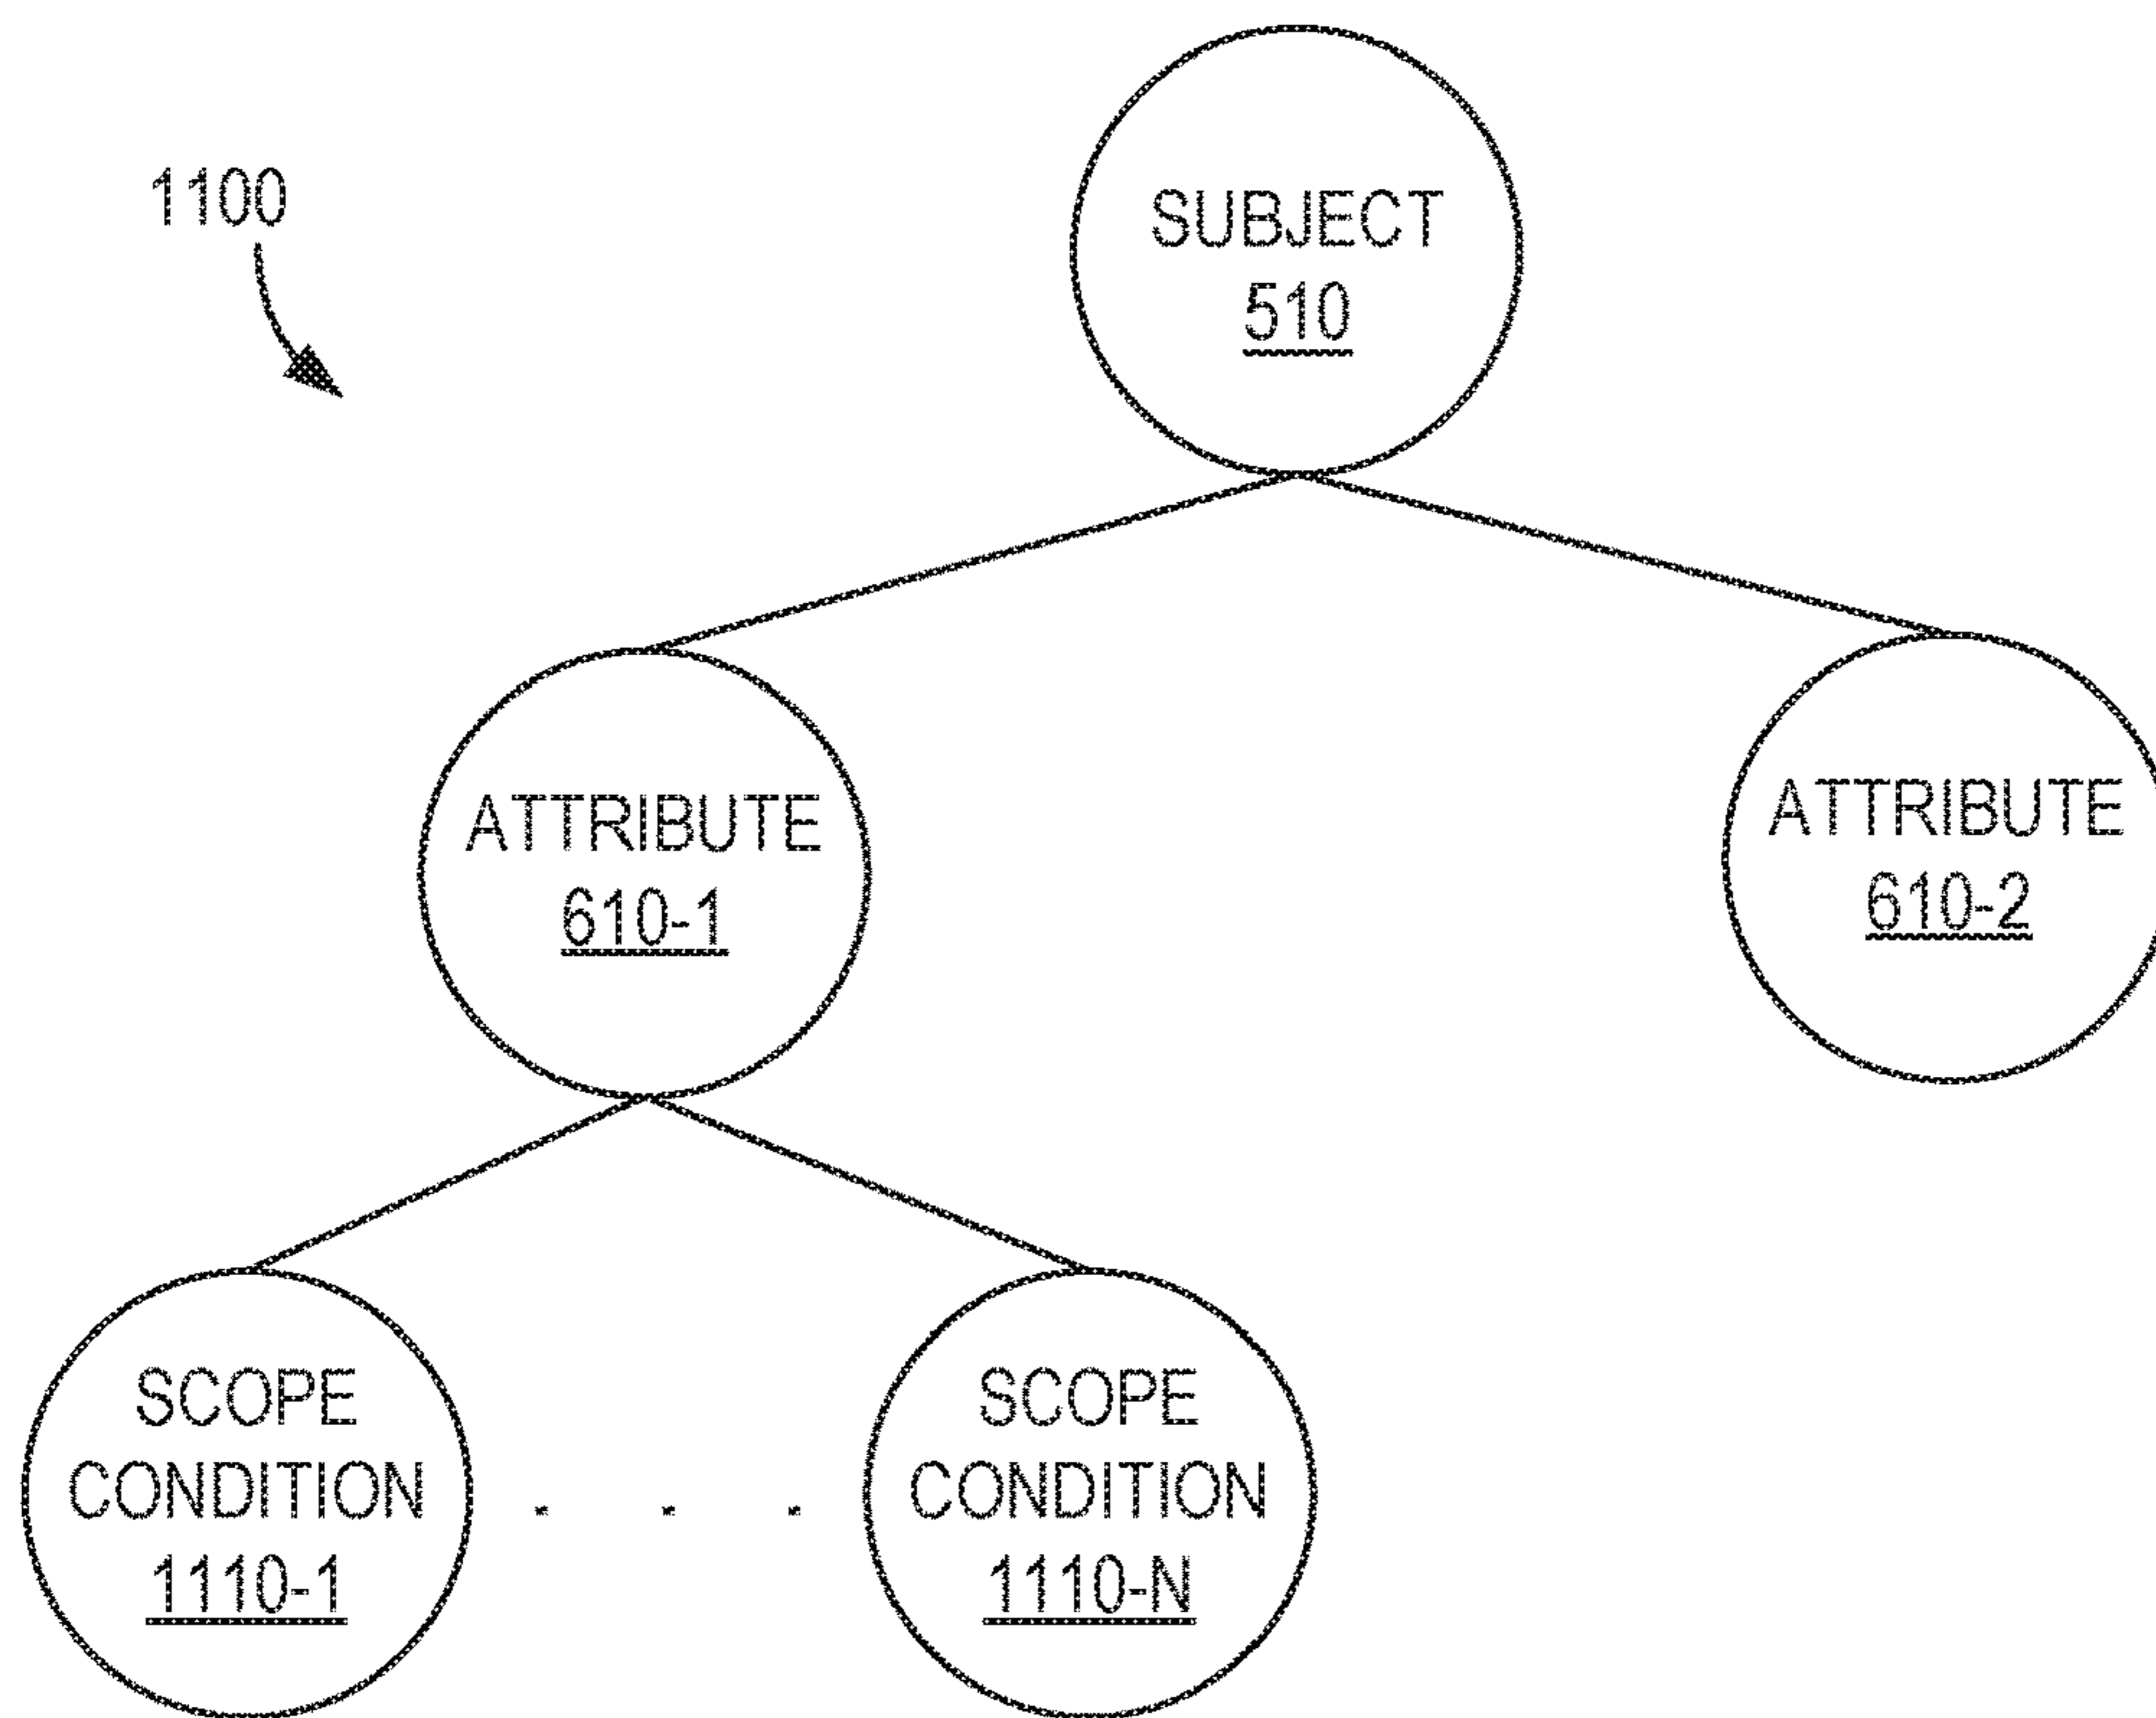 1100
SUBJECT
510
ATTRIBUTE
610-1
ATTRIBUTE
610-2
SCOPE
CONDITION
1110-1
. . .
SCOPE
CONDITION
1110-N